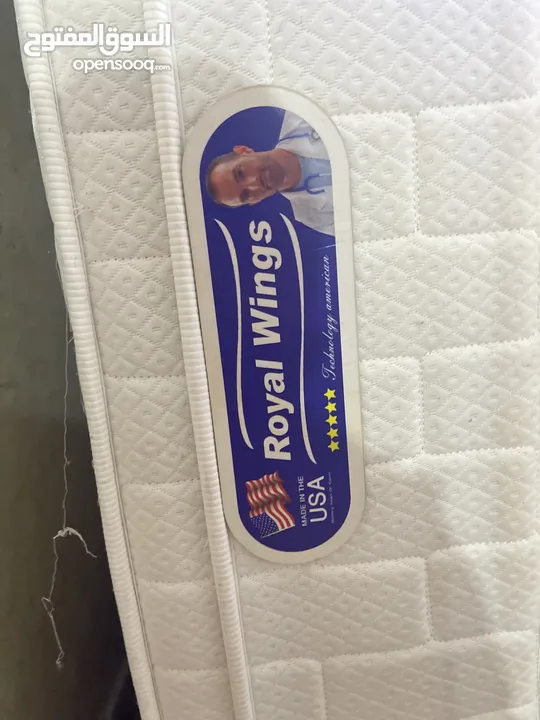 السوق المفتوح
opensooq.com
Royal Wings
Technology american
MADE IN THE
USA